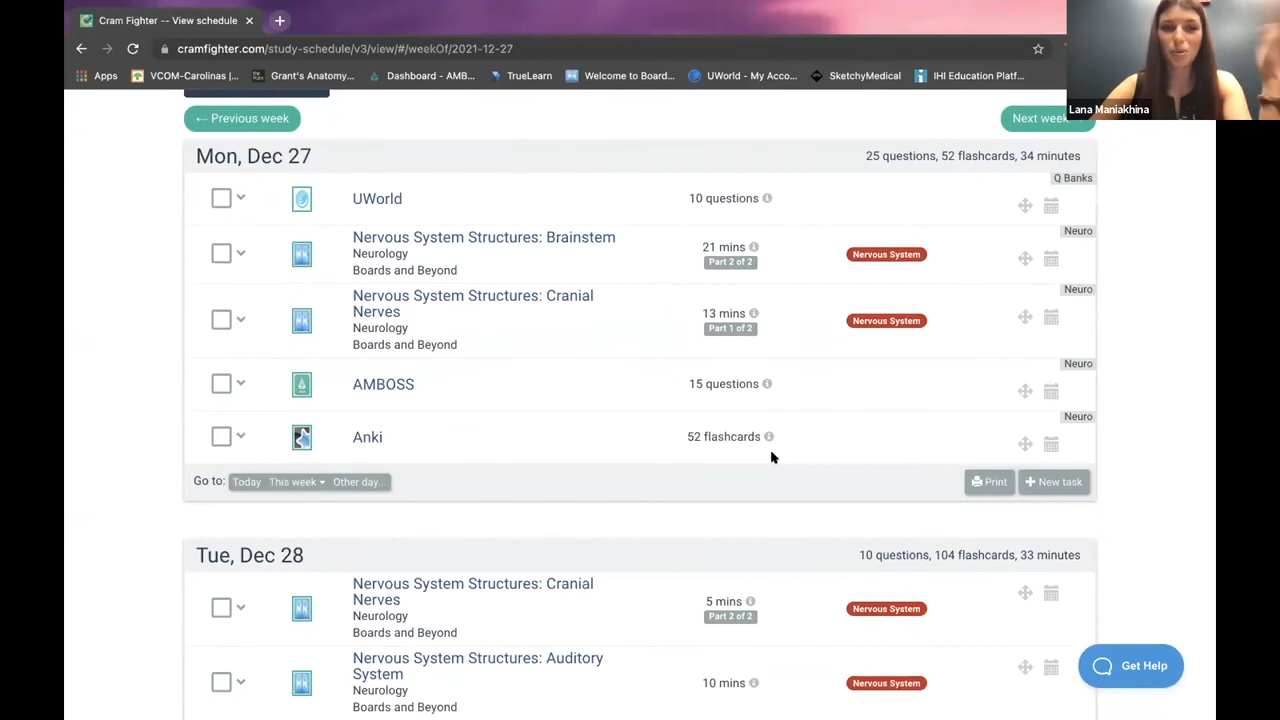 Cram Fighter -- View schedule
cramfighter.com/study-schedule/v3/view/#/weekOf/2021-12-27
Apps VCOM-Carolinas |... Grant's Anatomy... Dashboard - AMB... TrueLearn Welcome to Board... UWorld - My Acco... SketchyMedical IHI Education Platf...
Lana Maniakhina
← Previous week
Next week
Mon, Dec 27
25 questions, 52 flashcards, 34 minutes
Q Banks
UWorld
10 questions
Neuro
Nervous System Structures: Brainstem
Neurology
Boards and Beyond
21 mins
Part 2 of 2
Nervous System
Neuro
Nervous System Structures: Cranial
Nerves
Neurology
Boards and Beyond
13 mins
Part 1 of 2
Nervous System
Neuro
AMBOSS
15 questions
Neuro
Anki
52 flashcards
Go to: Today This week Other day...
Print
New task
Tue, Dec 28
10 questions, 104 flashcards, 33 minutes
Nervous System Structures: Cranial
Nerves
Neurology
Boards and Beyond
5 mins
Part 2 of 2
Nervous System
Nervous System Structures: Auditory
System
Neurology
Boards and Beyond
10 mins
Nervous System
Get Help